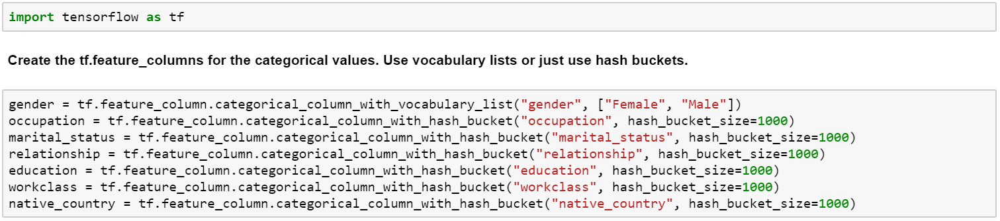 import tensorflow as tf
Create the tf.feature_columns for the categorical values. Use vocabulary lists or just use hash buckets.
gender = tf.feature_column.categorical_column_with_vocabulary_list("gender", ["Female", "Male"])
occupation = tf.feature_column.categorical_column_with_hash_bucket("occupation", hash_bucket_size=1000)
marital_status = tf.feature_column.categorical_column_with_hash_bucket("marital_status", hash_bucket_size=1000)
relationship = tf.feature_column.categorical_column_with_hash_bucket("relationship", hash_bucket_size=1000)
education = tf.feature_column.categorical_column_with_hash_bucket("education", hash_bucket_size=1000)
workclass = tf.feature_column.categorical_column_with_hash_bucket("workclass", hash_bucket_size=1000)
native_country = tf.feature_column.categorical_column_with_hash_bucket("native_country", hash_bucket_size=1000)